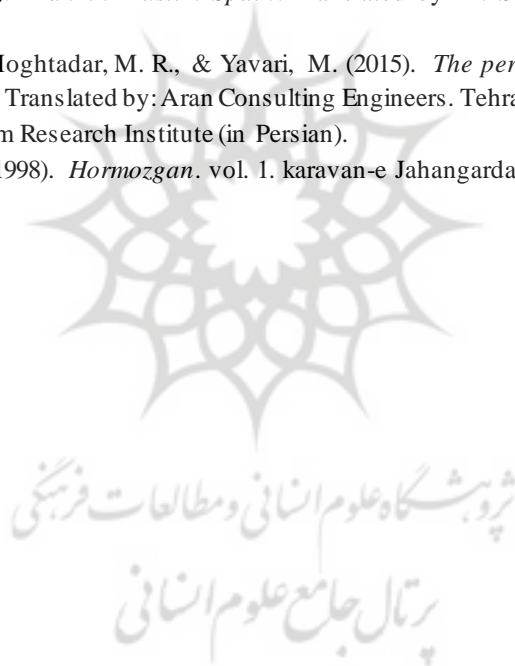 Moghtadar, M. R., & Yavari, M. (2015). The per
Translated by: Aran Consulting Engineers. Tehra
m Research Institute (in Persian).
1998). Hormozgan. vol. 1. karavan-e Jahangarda
پژوهشگاه علوم انسانی و مطالعات فرهنگی
پرتال جامع علوم انسانی